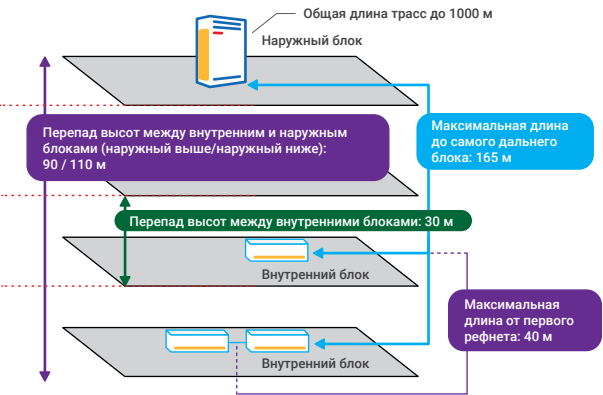 Общая длина трасс до 1000 м
Наружный блок
Перепад высот между внутренним и наружным
блоками (наружный выше/наружный ниже):
90 / 110 м
Максимальная длина
до самого дальнего
блока: 165 м
Перепад высот между внутренними блоками: 30 м
Внутренний блок
Максимальная
длина от первого
рефнета: 40 м
Внутренний блок